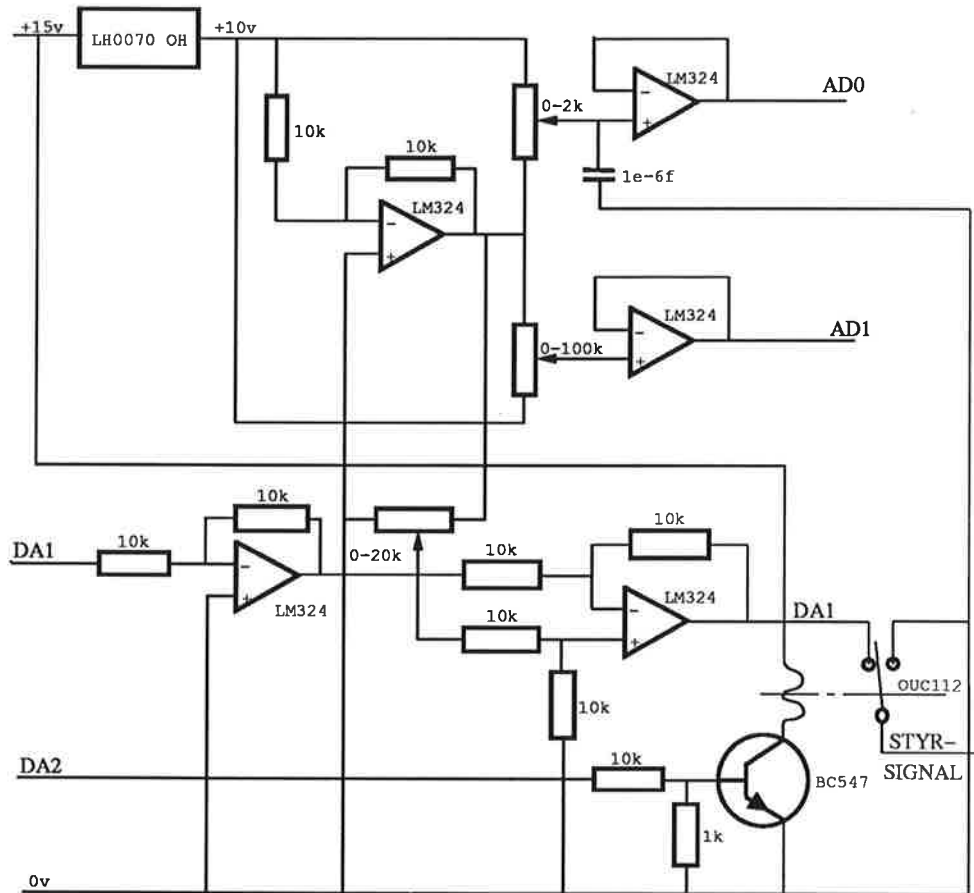 +15v
LH0070 OH
+10v
LM324
AD0
0-2k
10k
10k
1e-6f
LM324
LM324
AD1
0-100k
10k
10k
10k
DA1
0-20k
10k
LM324
LM324
10k
DA1
OUC112
10k
STYR-
SIGNAL
DA2
10k
BC547
1k
0v